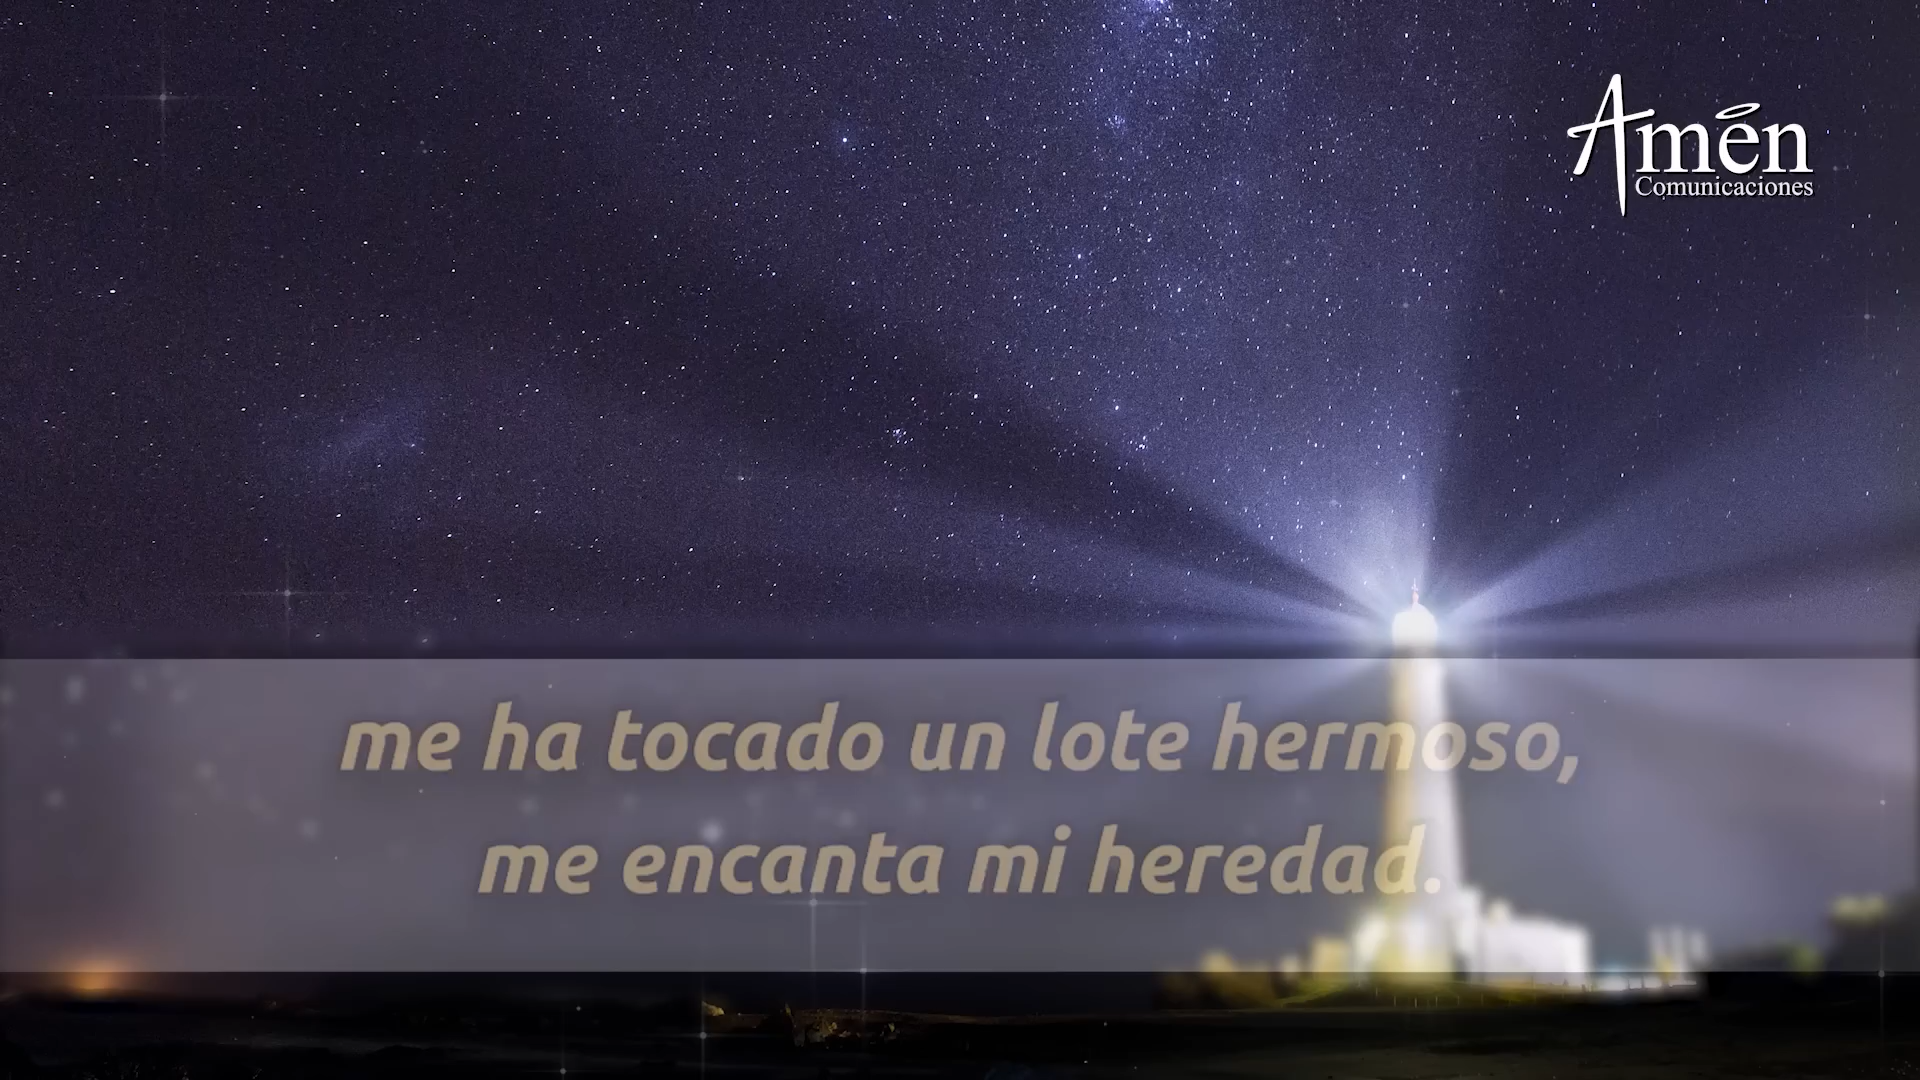 Amén
Comunicaciones
me ha tocado un lote hermoso,
me encanta mi heredad.